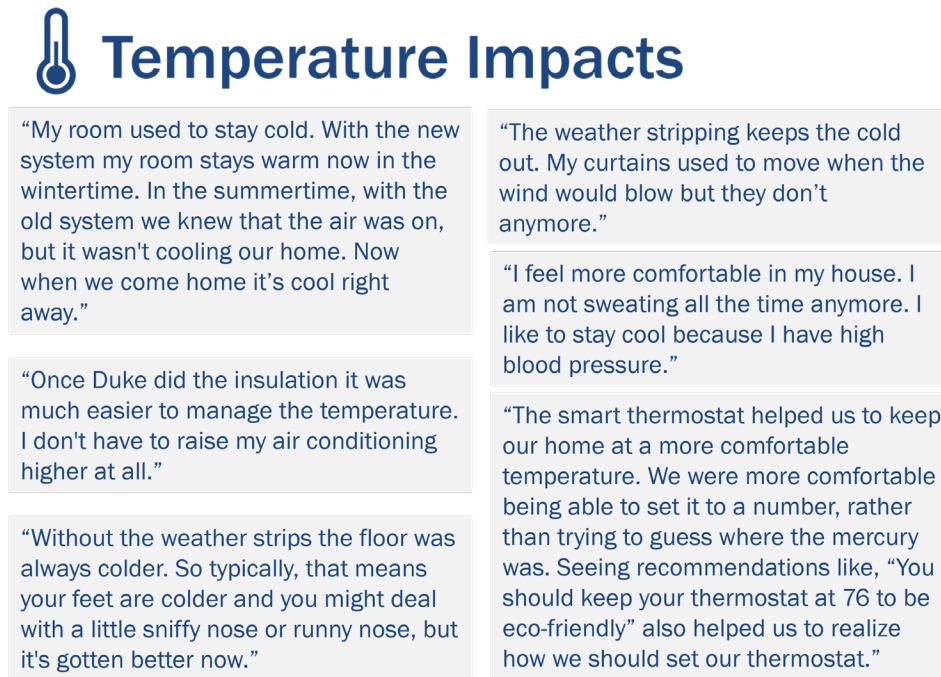 Temperature Impacts
“My room used to stay cold. With the new
system my room stays warm now in the
wintertime. In the summertime, with the
old system we knew that the air was on,
but it wasn't cooling our home. Now
when we come home it’s cool right
away.”
“Once Duke did the insulation it was
much easier to manage the temperature.
I don't have to raise my air conditioning
higher at all.”
“Without the weather strips the floor was
always colder. So typically, that means
your feet are colder and you might deal
with a little sniffy nose or runny nose, but
it's gotten better now.”
“The weather stripping keeps the cold
out. My curtains used to move when the
wind would blow but they don’t
anymore.”
“I feel more comfortable in my house. I
am not sweating all the time anymore. I
like to stay cool because I have high
blood pressure.”
“The smart thermostat helped us to keep
our home at a more comfortable
temperature. We were more comfortable
being able to set it to a number, rather
than trying to guess where the mercury
was. Seeing recommendations like, “You
should keep your thermostat at 76 to be
eco-friendly” also helped us to realize
how we should set our thermostat.”